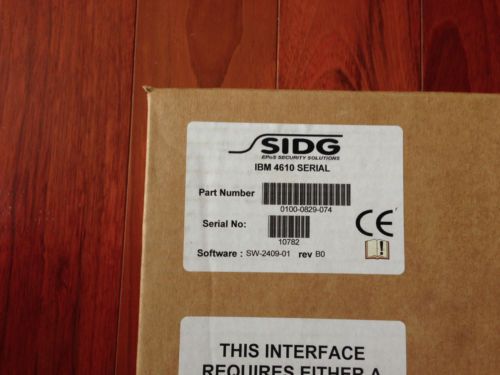 SIDG
EPoS SECURITY SOLUTIONS
IBM 4610 SERIAL
Part Number
0100-0829-074
Serial No:
10782
CE
Software : SW-2409-01 rev B0
THIS INTERFACE
REQUIRES EITHER A